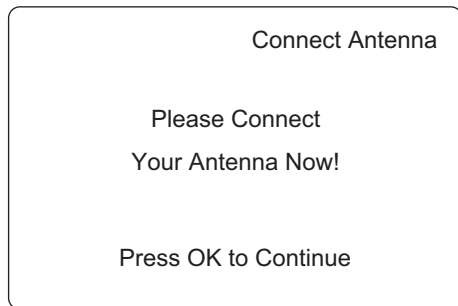 Connect Antenna
Please Connect
Your Antenna Now!
Press OK to Continue